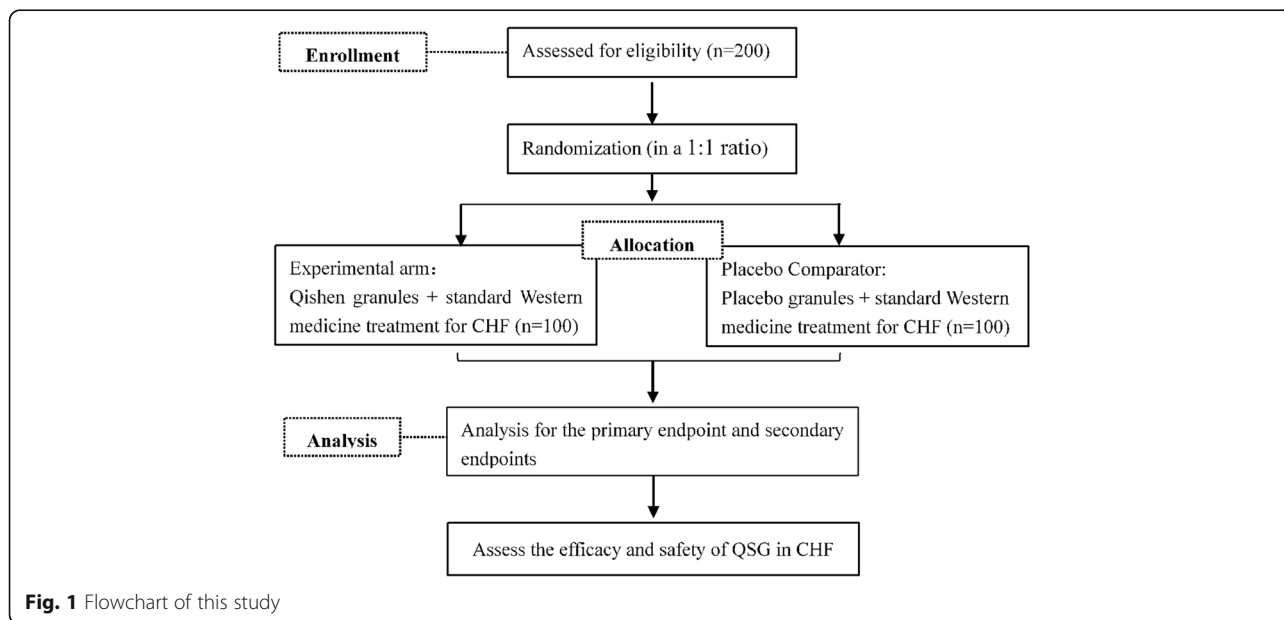 Enrollment
Assessed for eligibility (n=200)
Randomization (in a 1:1 ratio)
Allocation
Experimental arm：
Qishen granules + standard Western
medicine treatment for CHF (n=100)
Placebo Comparator:
Placebo granules + standard Western
medicine treatment for CHF (n=100)
Analysis
Analysis for the primary endpoint and secondary
endpoints
Assess the efficacy and safety of QSG in CHF
Fig. 1 Flowchart of this study